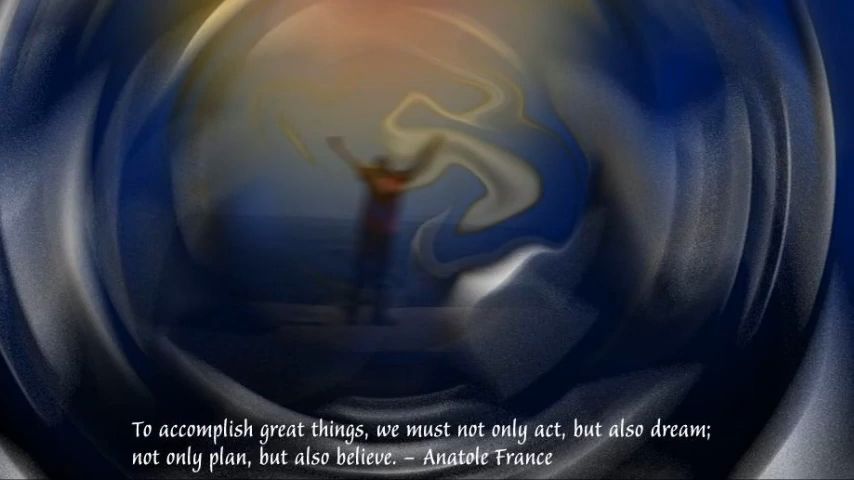 To accomplish great things, we must not only act, but also dream;
not only plan, but also believe. – Anatole France